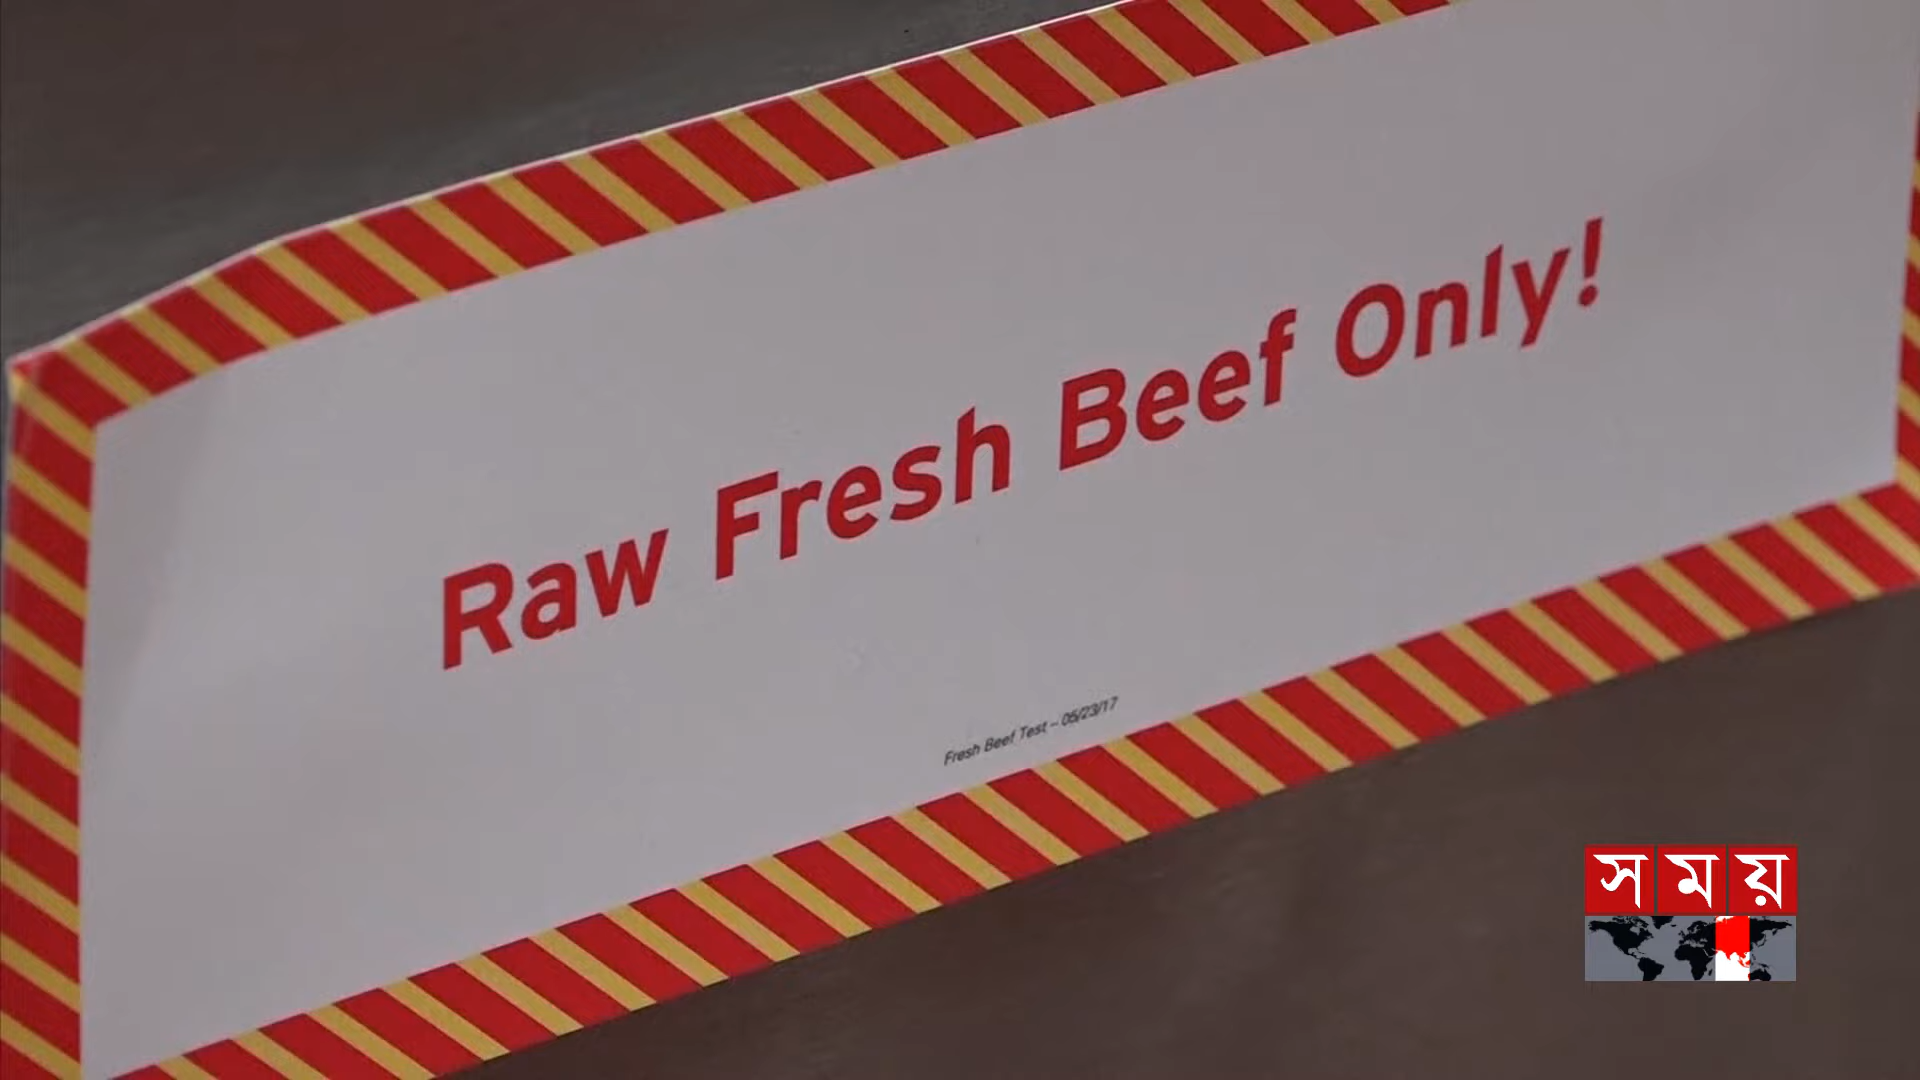 Raw Fresh Beef Only!
Fresh Beef Test – 05/23/17
সময়